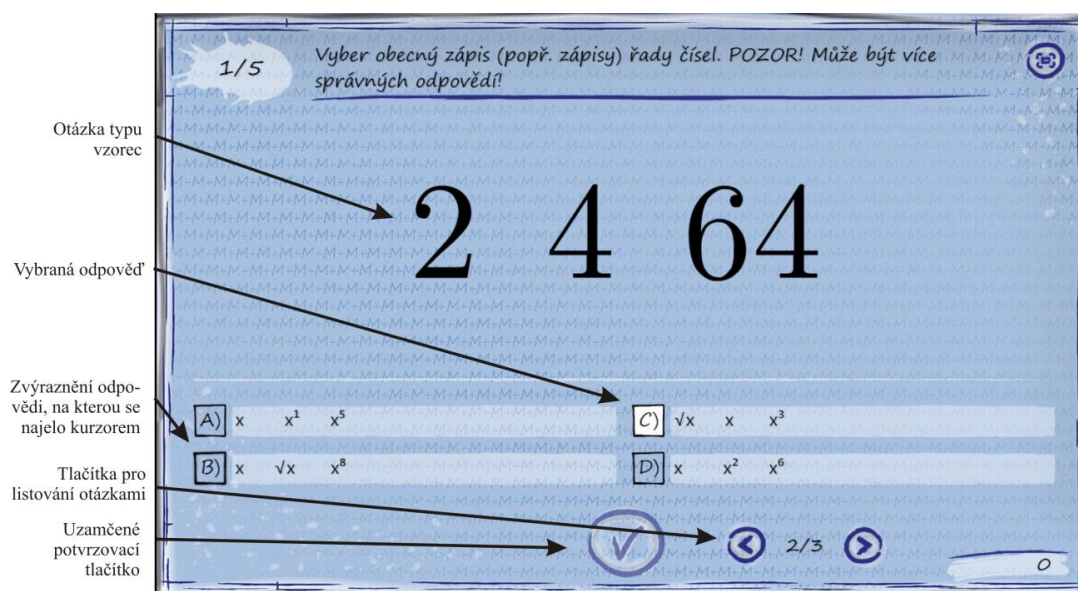 1/5
Vyber obecný zápis (popř. zápisy) řady čísel. POZOR! Může být více
správných odpovědí!
Otázka typu
vzorec
2 4 64
Vybraná odpověď
Zvýraznění odpo-
vědi, na kterou se
najelo kurzorem
A) x x¹ x⁵
C) √x x x³
B) x √x x⁸
D) x x² x⁶
Tlačítka pro
listování otázkami
Uzamčené
potvrzovací
tlačítko
2/3
0